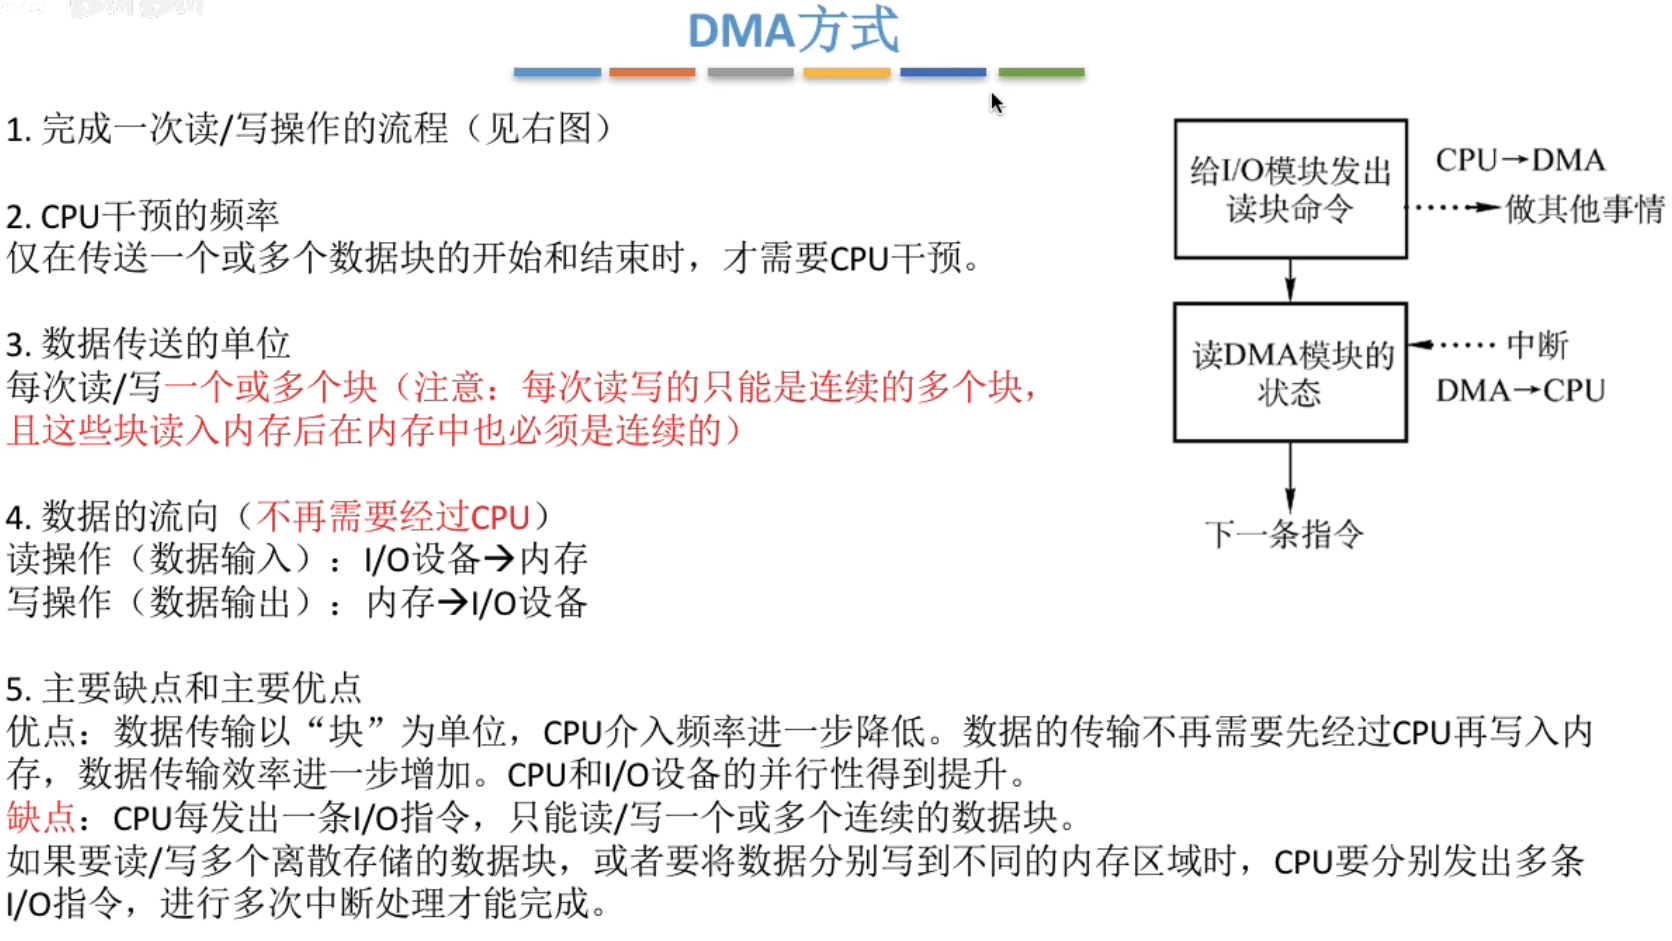 DMA方式
1. 完成一次读/写操作的流程（见右图）
2. CPU干预的频率
仅在传送一个或多个数据块的开始和结束时，才需要CPU干预。
3. 数据传送的单位
每次读/写一个或多个块（注意：每次读写的只能是连续的多个块，
且这些块读入内存后在内存中也必须是连续的）
4. 数据的流向（不再需要经过CPU）
读操作（数据输入）：I/O设备→内存
写操作（数据输出）：内存→I/O设备
5. 主要缺点和主要优点
优点：数据传输以“块”为单位，CPU介入频率进一步降低。数据的传输不再需要先经过CPU再写入内
存，数据传输效率进一步增加。CPU和I/O设备的并行性得到提升。
缺点：CPU每发出一条I/O指令，只能读/写一个或多个连续的数据块。
如果要读/写多个离散存储的数据块，或者要将数据分别写到不同的内存区域时，CPU要分别发出多条
I/O指令，进行多次中断处理才能完成。
给I/O模块发出
读块命令
CPU→DMA
做其他事情
读DMA模块的
状态
中断
DMA→CPU
下一条指令